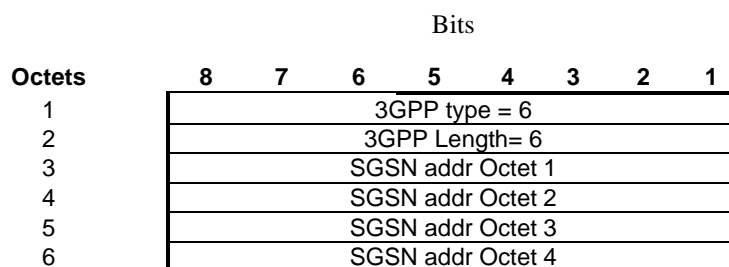 Bits
Octets 8 7 6 5 4 3 2 1
1 3GPP type = 6
2 3GPP Length= 6
3 SGSN addr Octet 1
4 SGSN addr Octet 2
5 SGSN addr Octet 3
6 SGSN addr Octet 4